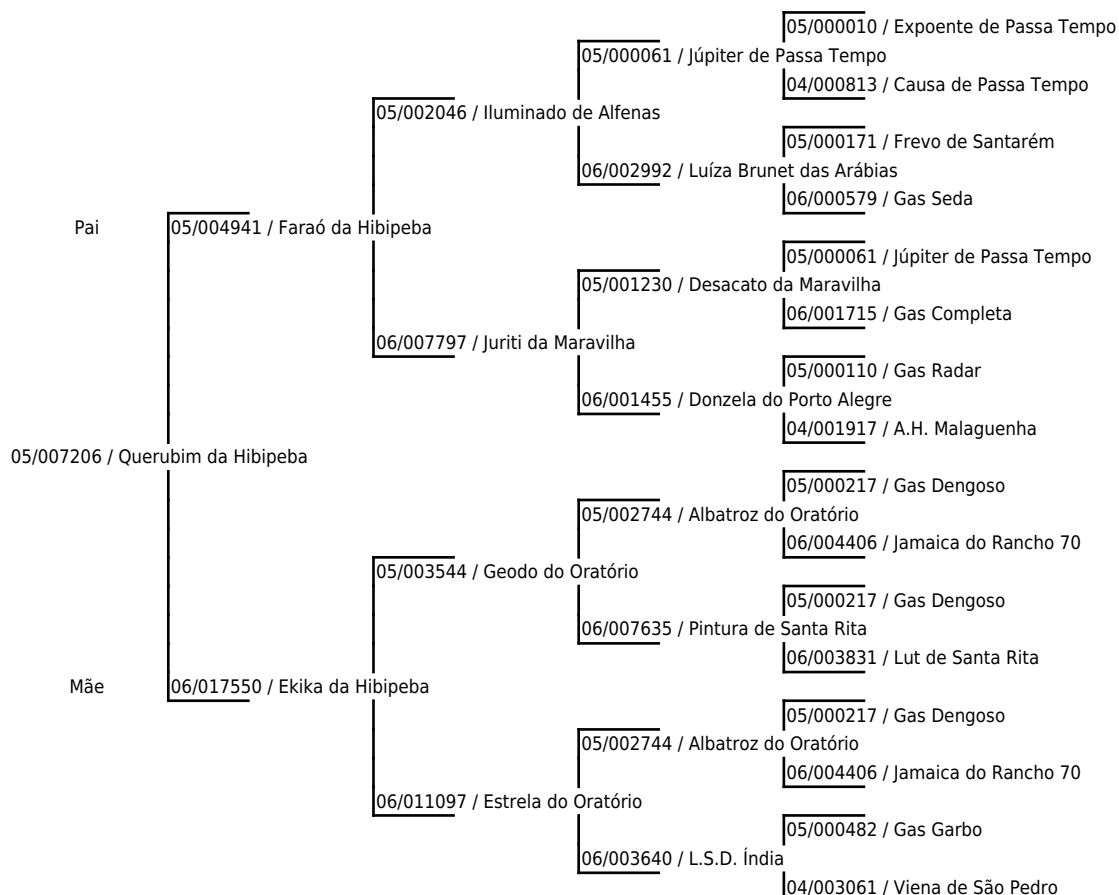 05/000010 / Expoente de Passa Tempo
05/000061 / Júpiter de Passa Tempo
04/000813 / Causa de Passa Tempo
05/002046 / Iluminado de Alfenas
05/000171 / Frevo de Santarém
06/002992 / Luíza Brunet das Arábias
06/000579 / Gas Seda
Pai
05/004941 / Faraó da Hibipeba
05/000061 / Júpiter de Passa Tempo
05/001230 / Desacato da Maravilha
06/001715 / Gas Completa
06/007797 / Juriti da Maravilha
05/000110 / Gas Radar
06/001455 / Donzela do Porto Alegre
04/001917 / A.H. Malaguenha
05/007206 / Querubim da Hibipeba
05/000217 / Gas Dengoso
05/002744 / Albatroz do Oratório
06/004406 / Jamaica do Rancho 70
05/003544 / Geodo do Oratório
05/000217 / Gas Dengoso
06/007635 / Pintura de Santa Rita
06/003831 / Lut de Santa Rita
Mãe
06/017550 / Ekika da Hibipeba
05/000217 / Gas Dengoso
05/002744 / Albatroz do Oratório
06/004406 / Jamaica do Rancho 70
06/011097 / Estrela do Oratório
05/000482 / Gas Garbo
06/003640 / L.S.D. Índia
04/003061 / Viena de São Pedro